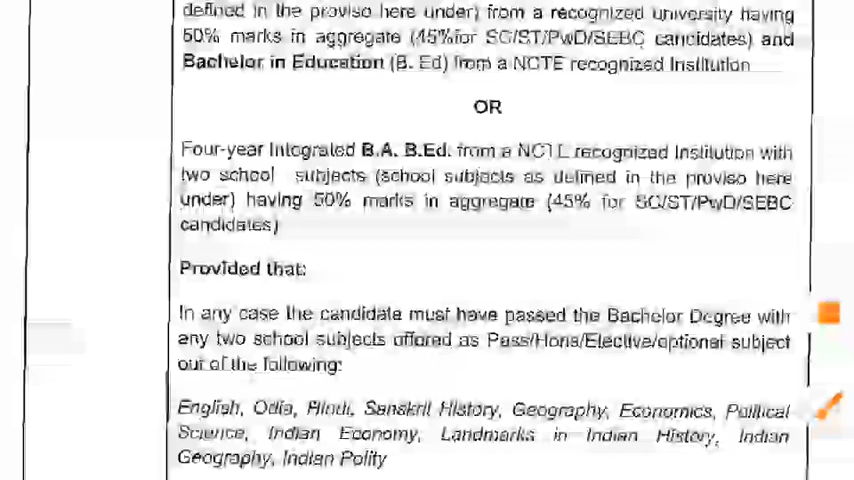 defined in the proviso here under) from a recognized university having
50% marks in aggregate (45%for SC/ST/PwD/SEBC candidates) and
Bachelor in Education (B. Ed) from a NCTE recognized Institution
OR
Four-year Integrated B.A. B.Ed. from a NCTE recognized Institution with
two school subjects (school subjects as defined in the proviso here
under) having 50% marks in aggregate (45% for SC/ST/PwD/SEBC
candidates)
Provided that:
In any case the candidate must have passed the Bachelor Degree with
any two school subjects offered as Pass/Hons/Elective/optional subject
out of the following:
English, Odia, Hindi, Sanskrit History, Geography, Economics, Political
Science, Indian Economy, Landmarks in Indian History, Indian
Geography, Indian Polity